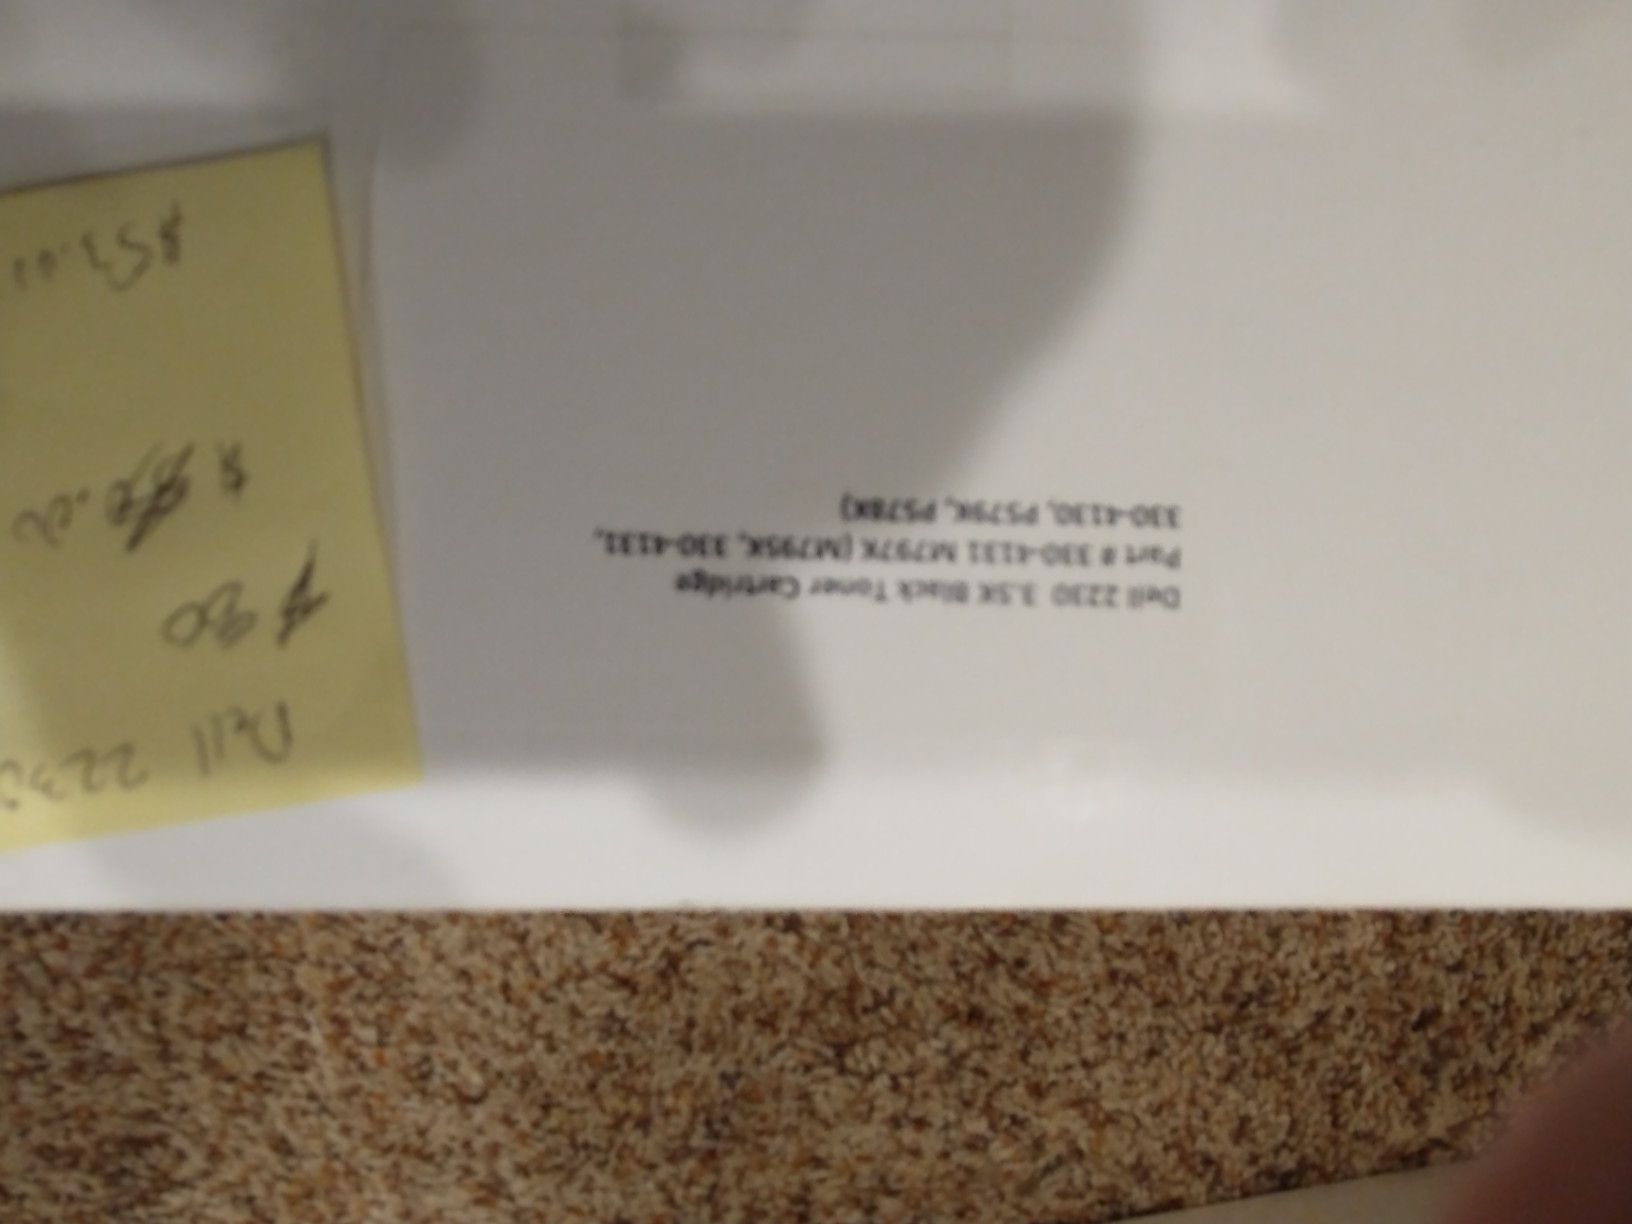 Dell 2230 3.5K Black Toner Cartridge
Part # 330-4131 M797K (M795K, 330-4131,
330-4130, P579K, P578K)
Dell 2230
$80
$53.